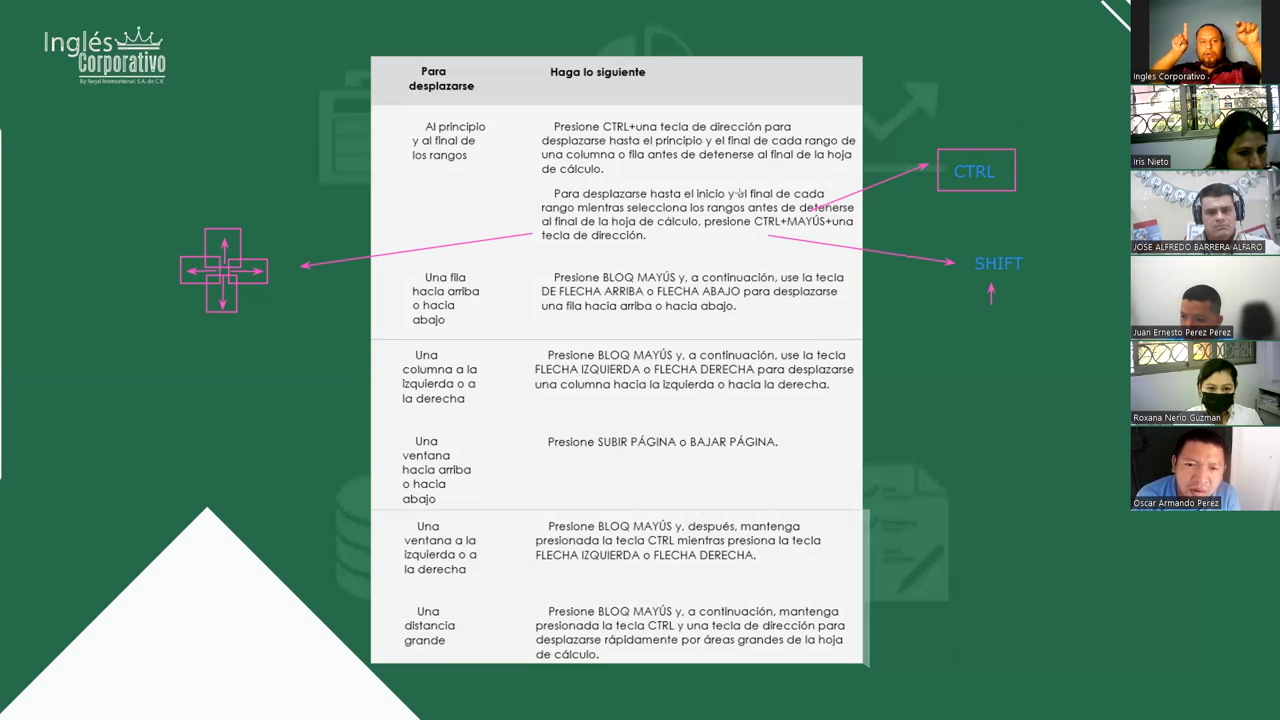 Inglés
Corporativo
By Regal International, S.A. de C.V.
Para
desplazarse
Haga lo siguiente
Al principio
y al final de
los rangos
Presione CTRL+una tecla de dirección para
desplazarse hasta el principio y el final de cada rango de
una columna o fila antes de detenerse al final de la hoja
de cálculo.
Para desplazarse hasta el inicio y el final de cada
rango mientras selecciona los rangos antes de detenerse
al final de la hoja de cálculo, presione CTRL+MAYÚS+una
tecla de dirección.
Una fila
hacia arriba
o hacia
abajo
Presione BLOQ MAYÚS y, a continuación, use la tecla
DE FLECHA ARRIBA o FLECHA ABAJO para desplazarse
una fila hacia arriba o hacia abajo.
Una
columna a la
izquierda o a
la derecha
Presione BLOQ MAYÚS y, a continuación, use la tecla
FLECHA IZQUIERDA o FLECHA DERECHA para desplazarse
una columna hacia la izquierda o hacia la derecha.
Una
ventana
hacia arriba
o hacia
abajo
Presione SUBIR PÁGINA o BAJAR PÁGINA.
Una
ventana a la
izquierda o a
la derecha
Presione BLOQ MAYÚS y, después, mantenga
presionada la tecla CTRL mientras presiona la tecla
FLECHA IZQUIERDA o FLECHA DERECHA.
Una
distancia
grande
Presione BLOQ MAYÚS y, a continuación, mantenga
presionada la tecla CTRL y una tecla de dirección para
desplazarse rápidamente por áreas grandes de la hoja
de cálculo.
CTRL
SHIFT
Ingles Corporativo
Iris Nieto
JOSE ALFREDO BARRERA ALFARO
Juan Ernesto Perez Perez
Roxana Nerio Guzman
Oscar Armando Perez